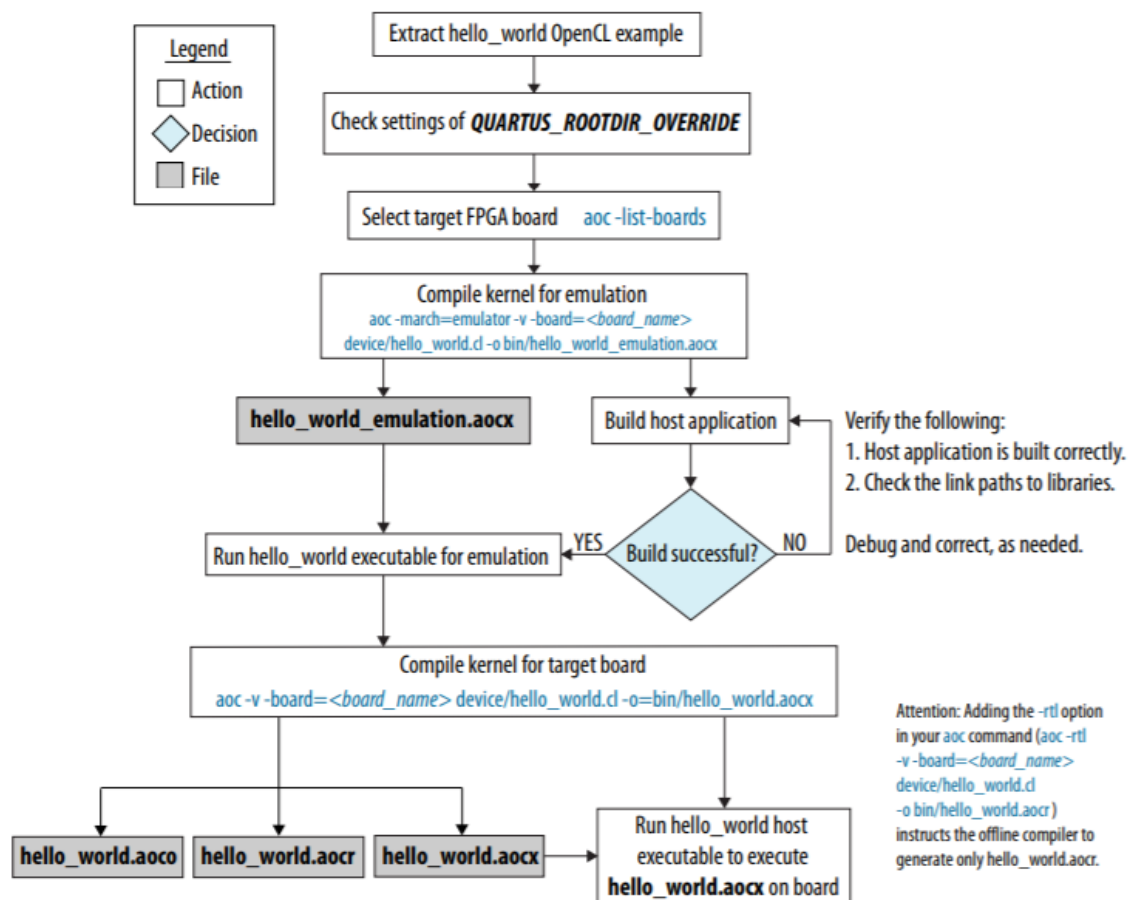 Legend
Action
Decision
File
Extract hello_world OpenCL example
Check settings of QUARTUS_ROOTDIR_OVERRIDE
Select target FPGA board aoc -list-boards
Compile kernel for emulation
aoc -march=emulator -v -board=<board_name>
device/hello_world.cl -o bin/hello_world_emulation.aocx
hello_world_emulation.aocx
Build host application
Verify the following:
1. Host application is built correctly.
2. Check the link paths to libraries.
Debug and correct, as needed.
Run hello_world executable for emulation
YES
Build successful?
NO
Compile kernel for target board
aoc -v -board=<board_name> device/hello_world.cl -o=bin/hello_world.aocx
Attention: Adding the -rtl option
in your aoc command (aoc -rtl
-v -board=<board_name>
device/hello_world.cl
-o bin/hello_world.aocr)
instructs the offline compiler to
generate only hello_world.aocr.
hello_world.aoco
hello_world.aocr
hello_world.aocx
Run hello_world host
executable to execute
hello_world.aocx on board